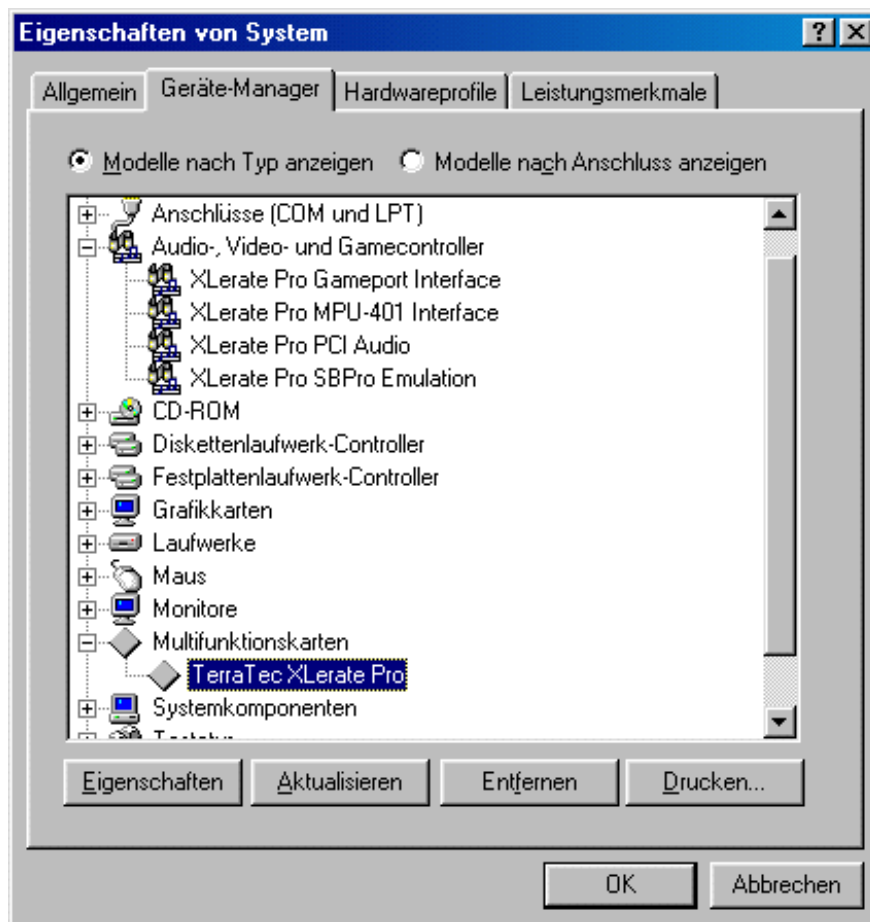 Eigenschaften von System
Allgemein Geräte-Manager Hardwareprofile Leistungsmerkmale
Modelle nach Typ anzeigen Modelle nach Anschluss anzeigen
Anschlüsse (COM und LPT)
Audio-, Video- und Gamecontroller
XLerate Pro Gameport Interface
XLerate Pro MPU-401 Interface
XLerate Pro PCI Audio
XLerate Pro SBPro Emulation
CD-ROM
Diskettenlaufwerk-Controller
Festplattenlaufwerk-Controller
Grafikkarten
Laufwerke
Maus
Monitore
Multifunktionskarten
TerraTec XLerate Pro
Systemkomponenten
Eigenschaften Aktualisieren Entfernen Drucken...
OK Abbrechen